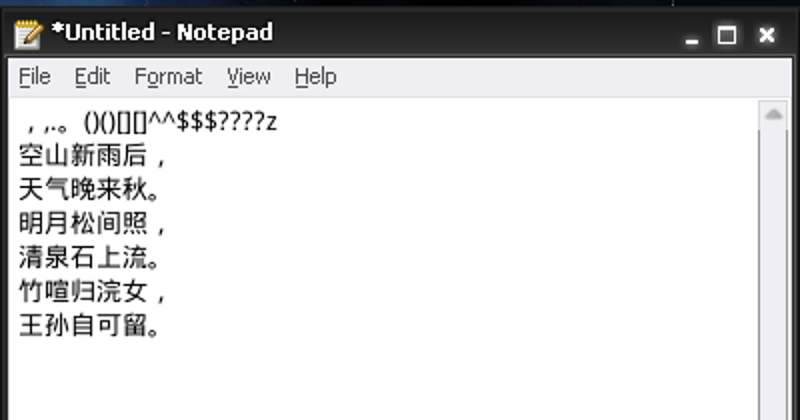 *Untitled - Notepad
File Edit Format View Help
，,.。()()[][]^^$$$????z
空山新雨后，
天气晚来秋。
明月松间照，
清泉石上流。
竹喧归浣女，
王孙自可留。